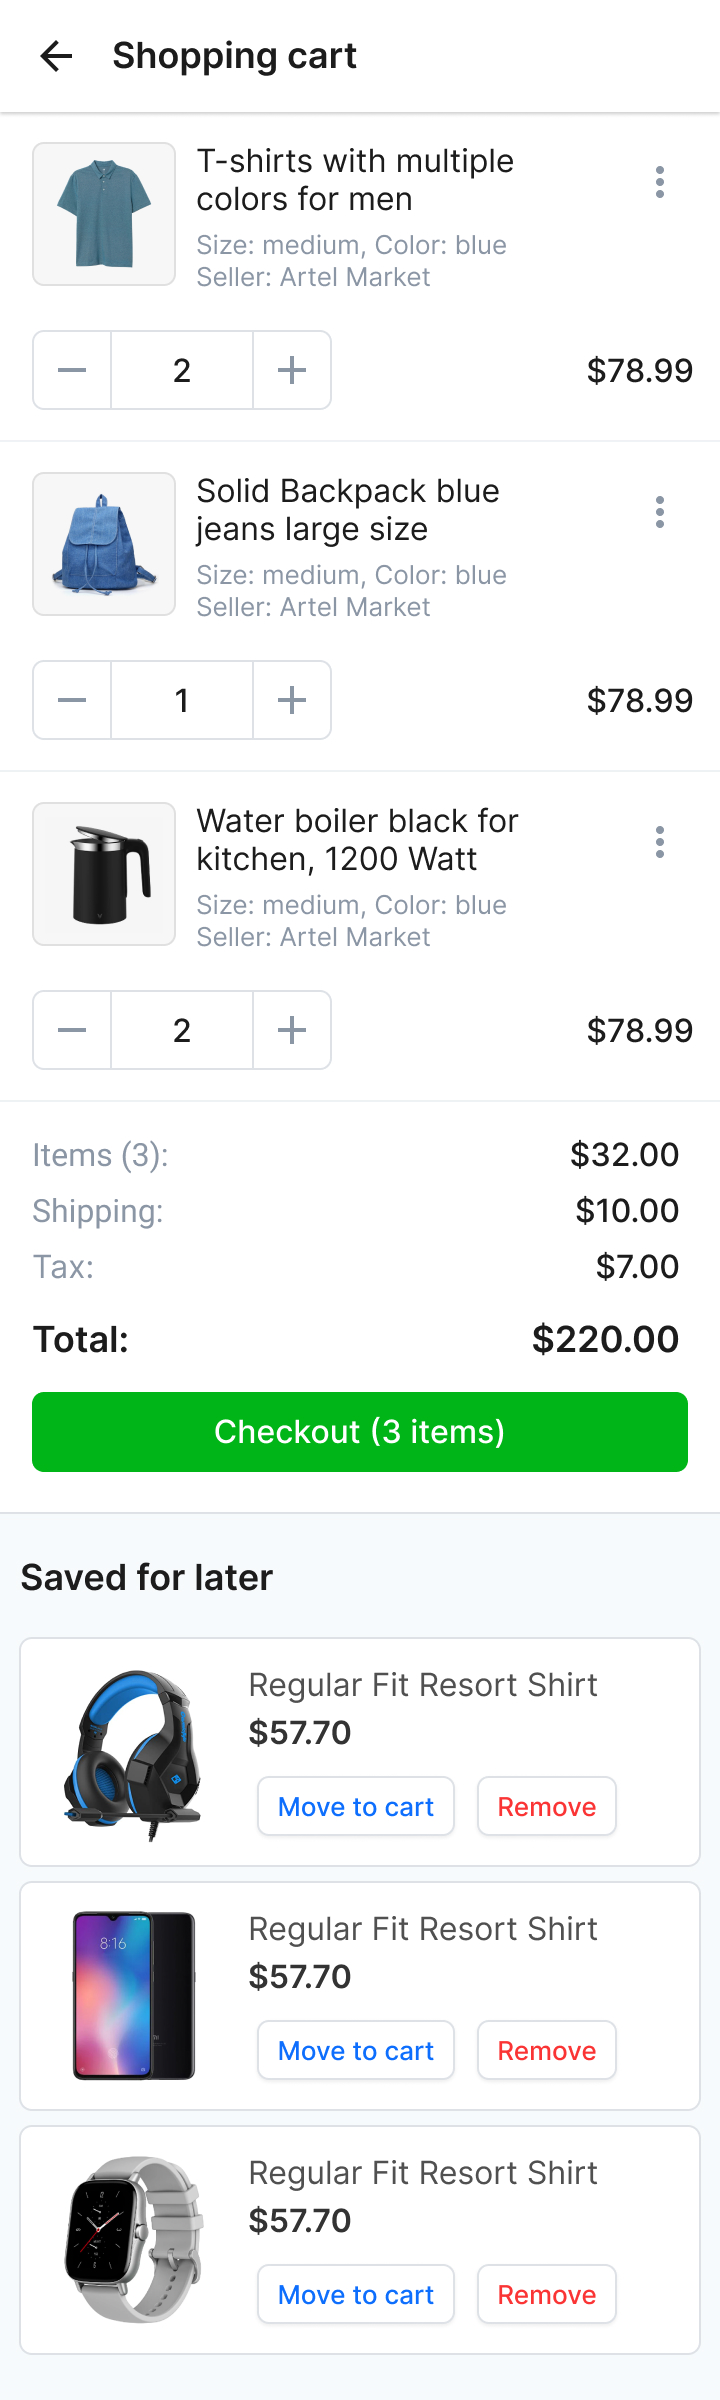 Shopping cart
T-shirts with multiple
colors for men
Size: medium, Color: blue
Seller: Artel Market
2
$78.99
Solid Backpack blue
jeans large size
Size: medium, Color: blue
Seller: Artel Market
1
$78.99
Water boiler black for
kitchen, 1200 Watt
Size: medium, Color: blue
Seller: Artel Market
2
$78.99
Items (3): $32.00
Shipping: $10.00
Tax: $7.00
Total: $220.00
Checkout (3 items)
Saved for later
Regular Fit Resort Shirt
$57.70
Move to cart Remove
8:16
Regular Fit Resort Shirt
$57.70
Move to cart Remove
Regular Fit Resort Shirt
$57.70
Move to cart Remove